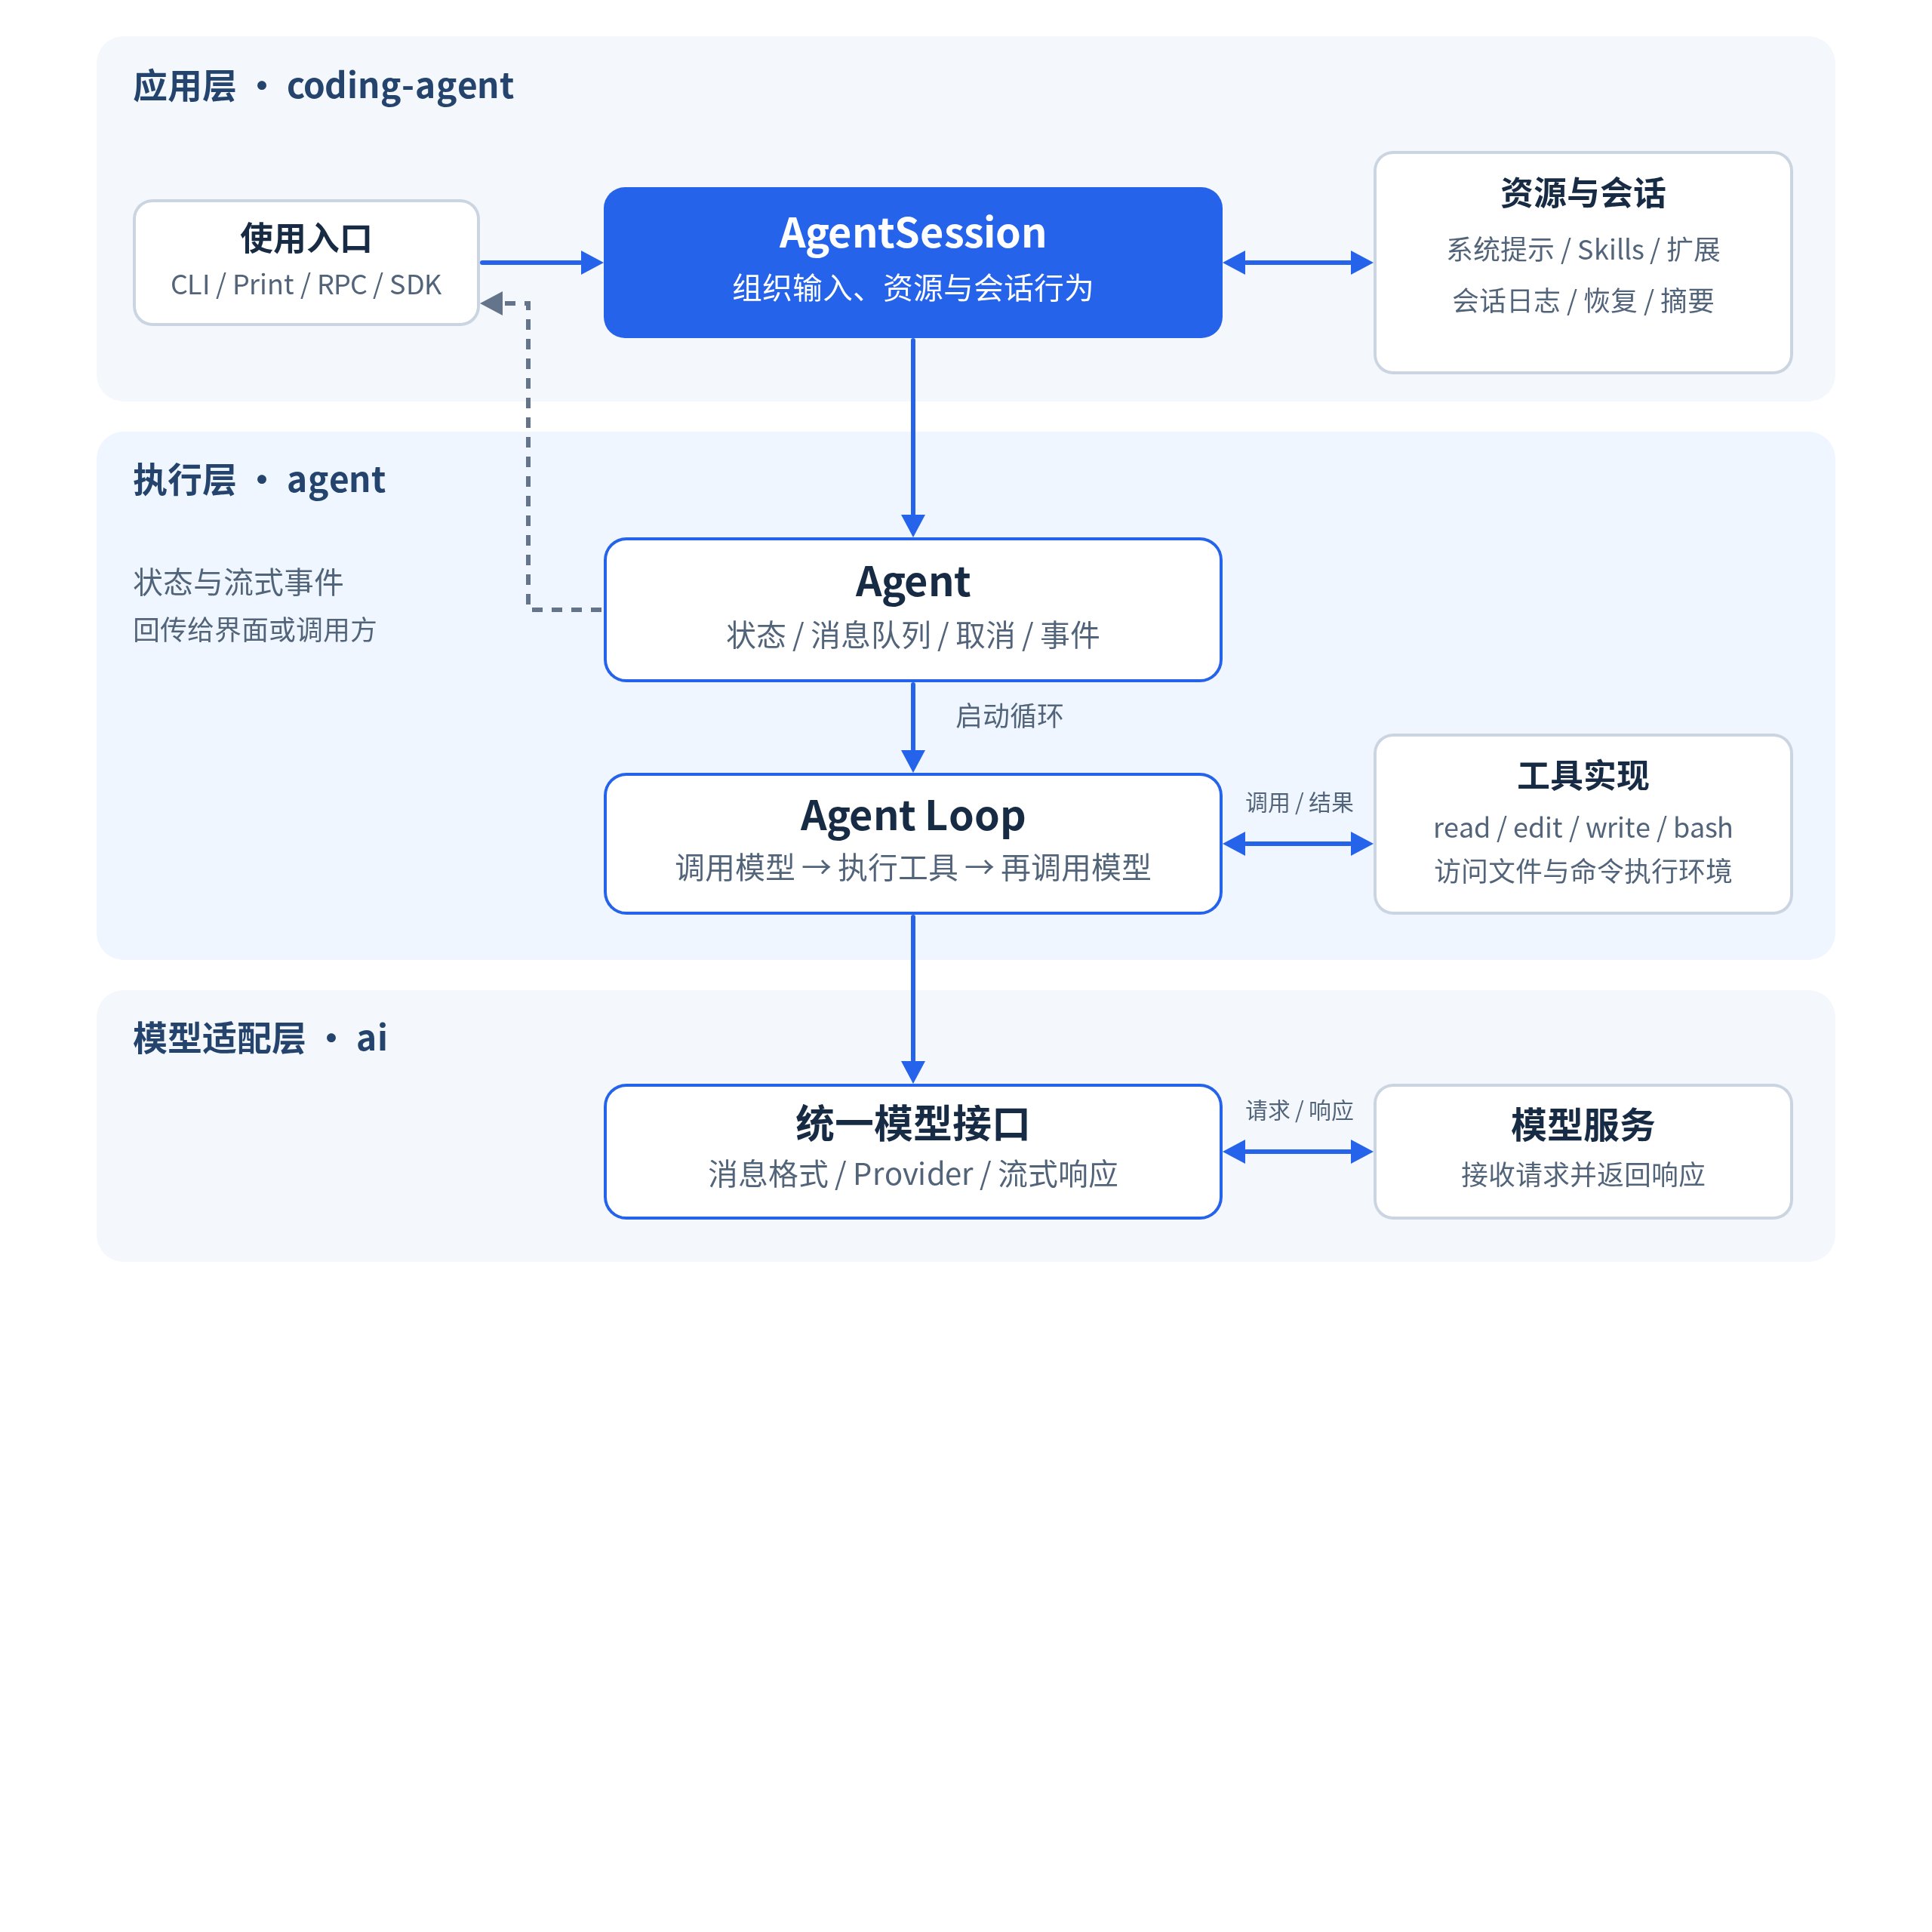 应用层 · coding-agent
使用入口
CLI / Print / RPC / SDK
AgentSession
组织输入、资源与会话行为
资源与会话
系统提示 / Skills / 扩展
会话日志 / 恢复 / 摘要
执行层 · agent
状态与流式事件
回传给界面或调用方
Agent
状态 / 消息队列 / 取消 / 事件
启动循环
Agent Loop
调用模型 → 执行工具 → 再调用模型
调用 / 结果
工具实现
read / edit / write / bash
访问文件与命令执行环境
模型适配层 · ai
统一模型接口
消息格式 / Provider / 流式响应
请求 / 响应
模型服务
接收请求并返回响应